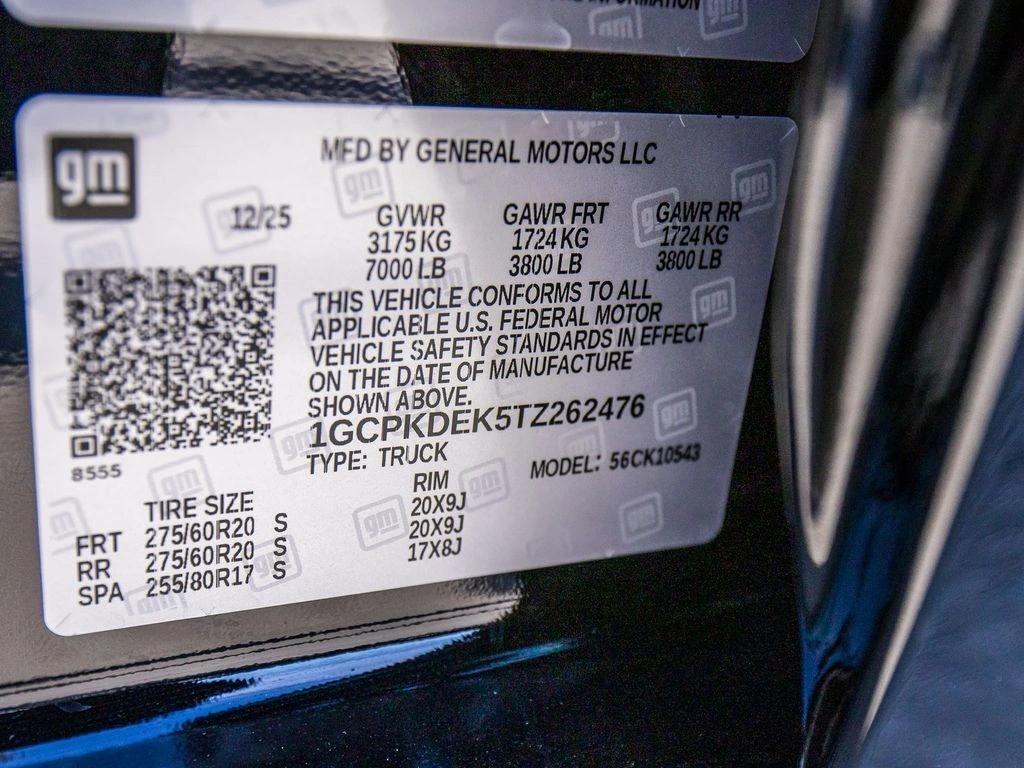 INFORMATION
gm
MFD BY GENERAL MOTORS LLC
12/25 GVWR GAWR FRT GAWR RR
3175 KG 1724 KG 1724 KG
7000 LB 3800 LB 3800 LB
THIS VEHICLE CONFORMS TO ALL
APPLICABLE U.S. FEDERAL MOTOR
VEHICLE SAFETY STANDARDS IN EFFECT
ON THE DATE OF MANUFACTURE
SHOWN ABOVE.
1GCPKDEK5TZ262476
TYPE: TRUCK MODEL: 56CK10543
8555
TIRE SIZE RIM
FRT 275/60R20 S 20X9J
RR 275/60R20 S 20X9J
SPA 255/80R17 S 17X8J